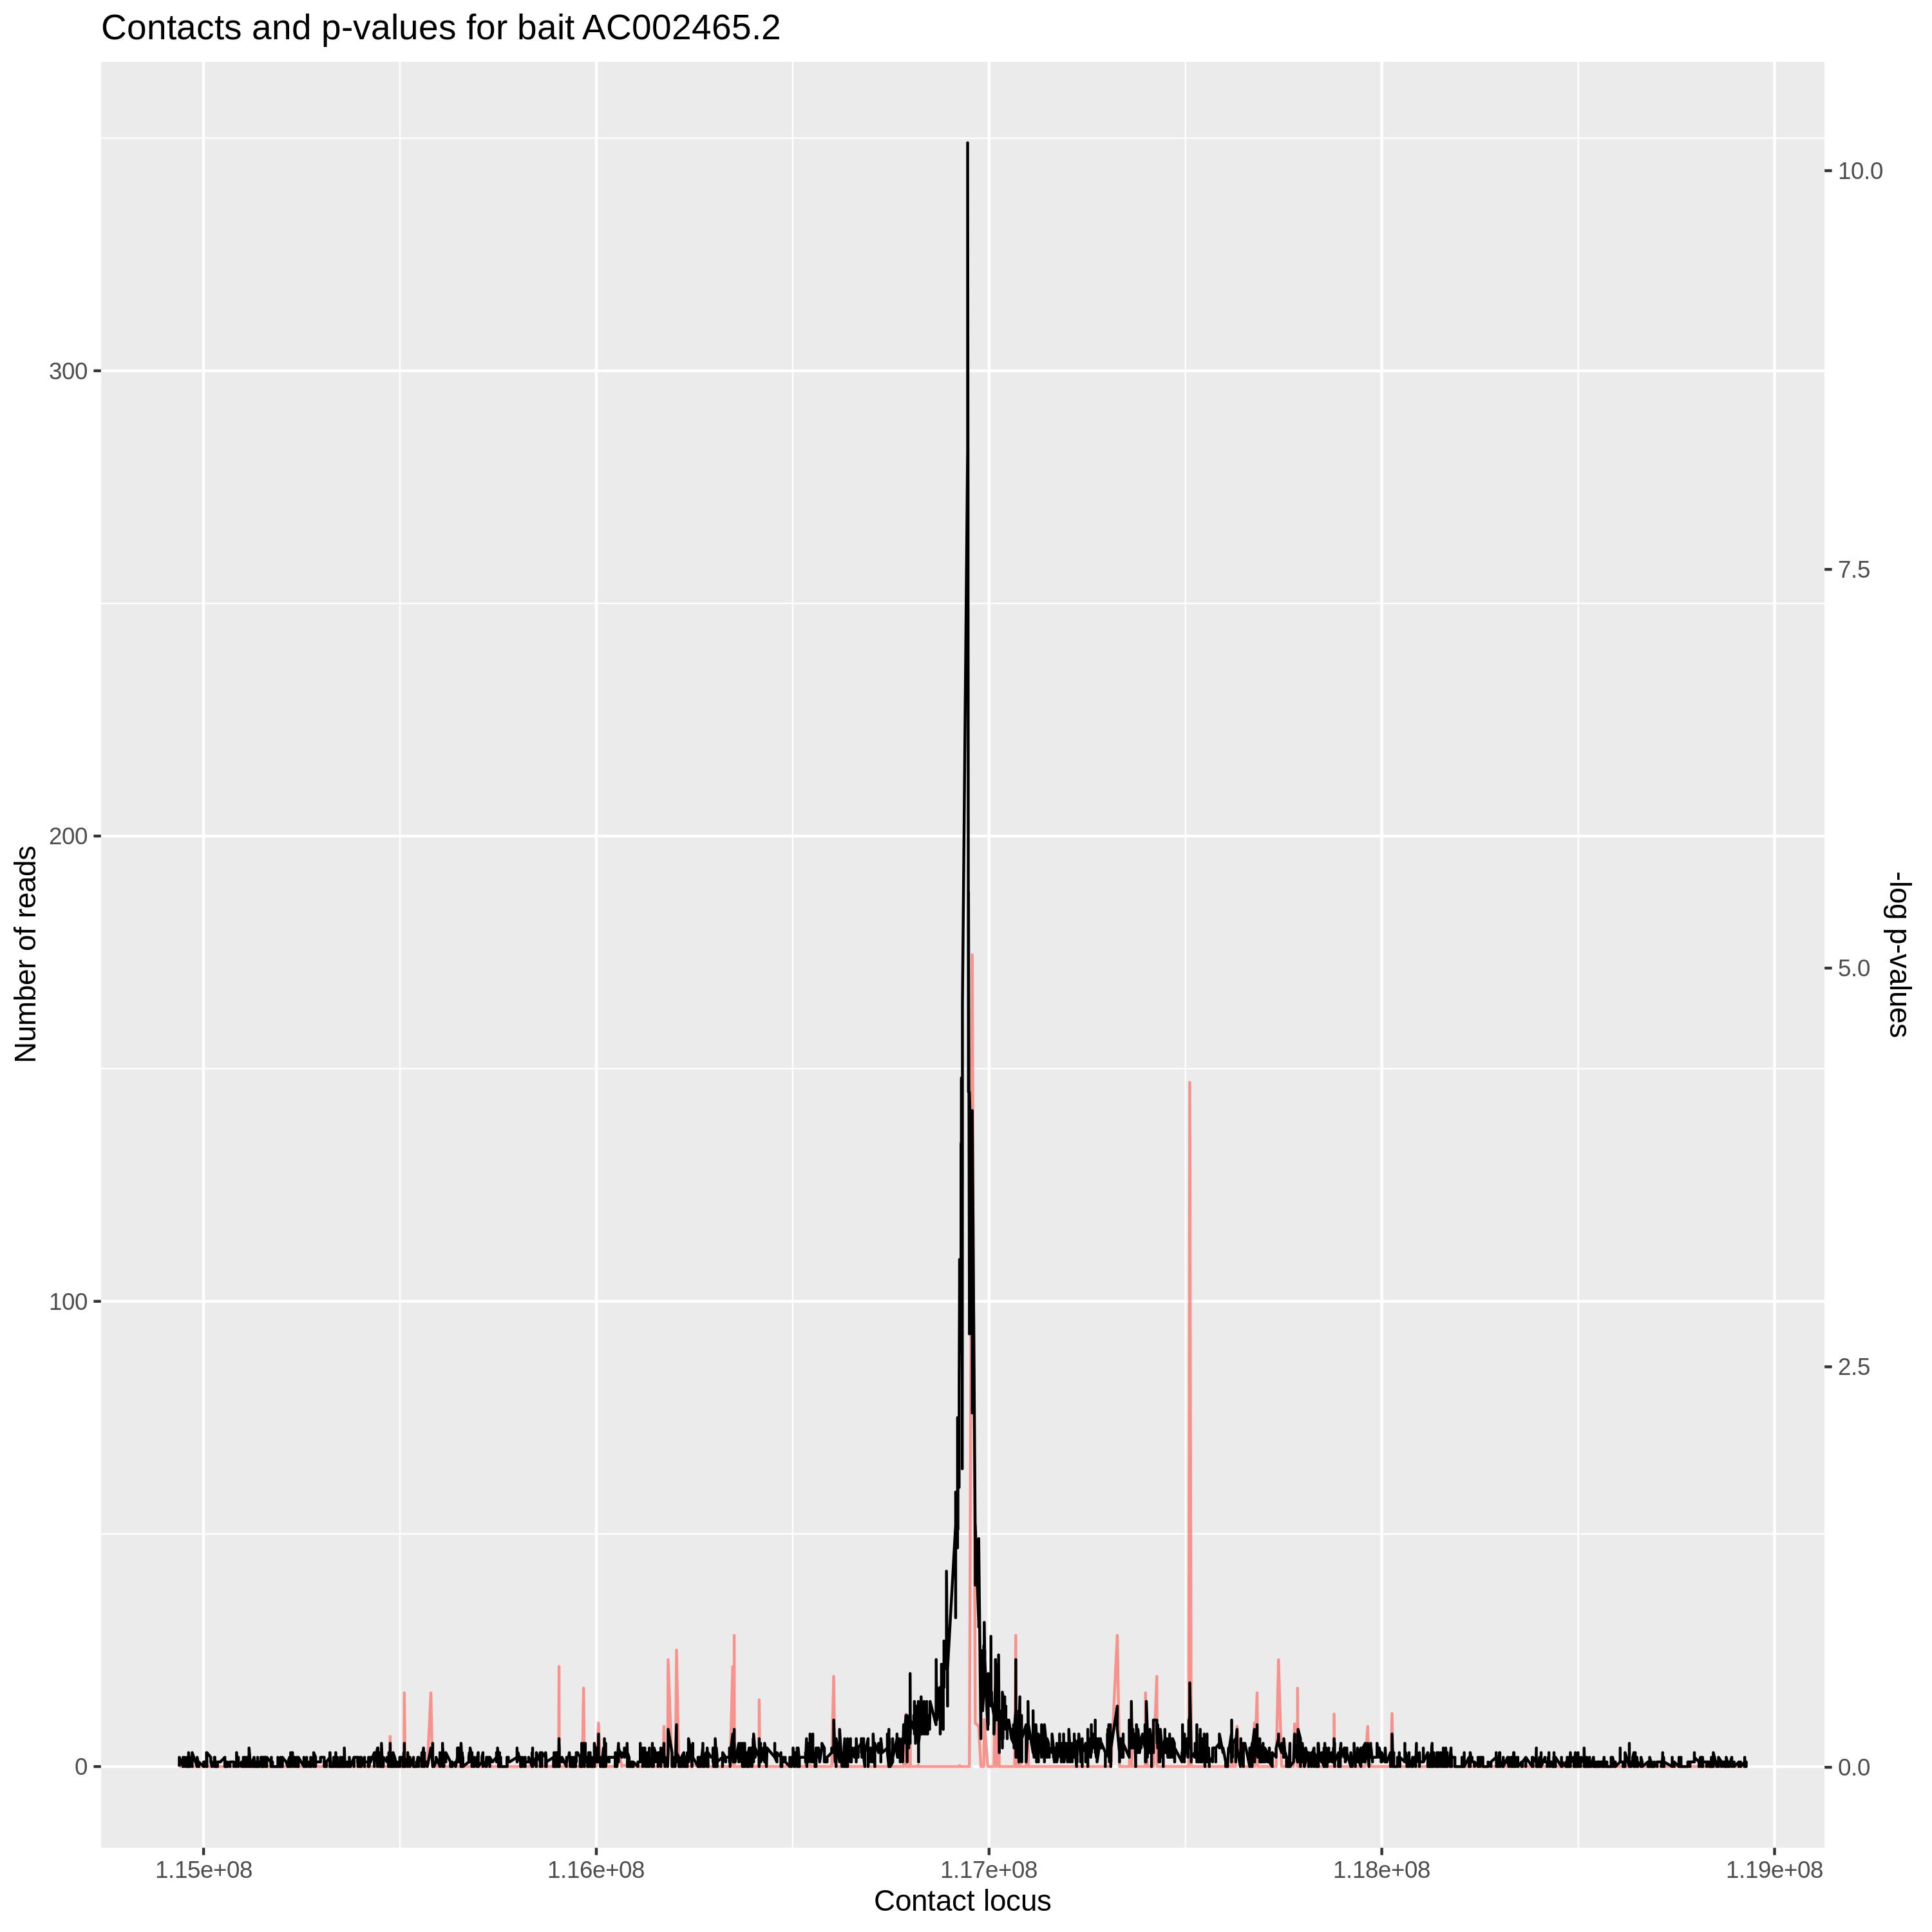 Contacts and p-values for bait AC002465.2
300
200
100
0
Number of reads
10.0
7.5
5.0
2.5
0.0
-log p-values
1.15e+08
1.16e+08
1.17e+08
1.18e+08
1.19e+08
Contact locus